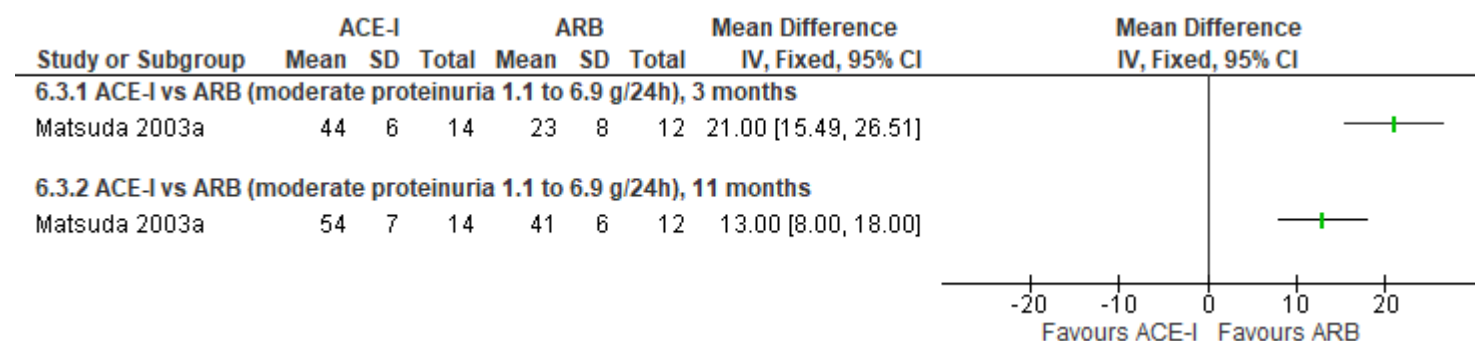 ACE-I ARB Mean Difference Mean Difference
Study or Subgroup Mean SD Total Mean SD Total IV, Fixed, 95% CI IV, Fixed, 95% CI
6.3.1 ACE-I vs ARB (moderate proteinuria 1.1 to 6.9 g/24h), 3 months
Matsuda 2003a 44 6 14 23 8 12 21.00 [15.49, 26.51]
6.3.2 ACE-I vs ARB (moderate proteinuria 1.1 to 6.9 g/24h), 11 months
Matsuda 2003a 54 7 14 41 6 12 13.00 [8.00, 18.00]
-20 -10 0 10 20
Favours ACE-I Favours ARB